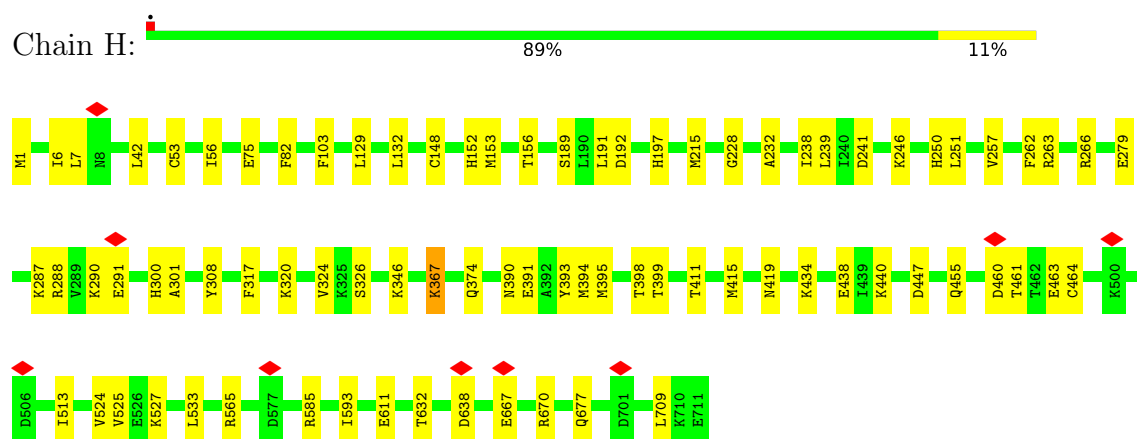 Chain H:
89% 11%
M1 I6 L7 N8 L42 C53 I56 E75 F82 F103 L129 L132 C148 H152 M153 T156 S189 L190 L191 D192 H197 M215 G228 A232 I238 L239 I240 D241 K246 H250 L251 V257 F262 R263 R266 E279
K287 R288 V289 K290 E291 H300 A301 Y308 F317 K320 V324 K325 S326 K346 K367 Q374 N390 E391 A392 Y393 M394 M395 T398 T399 T411 M415 N419 K434 E438 I439 K440 D447 Q455 D460 T461 T462 E463 C464 K500
D506 I513 V524 V525 E526 K527 L533 R565 D577 R585 I593 E611 T632 D638 E667 R670 Q677 D701 L709 K710 E711